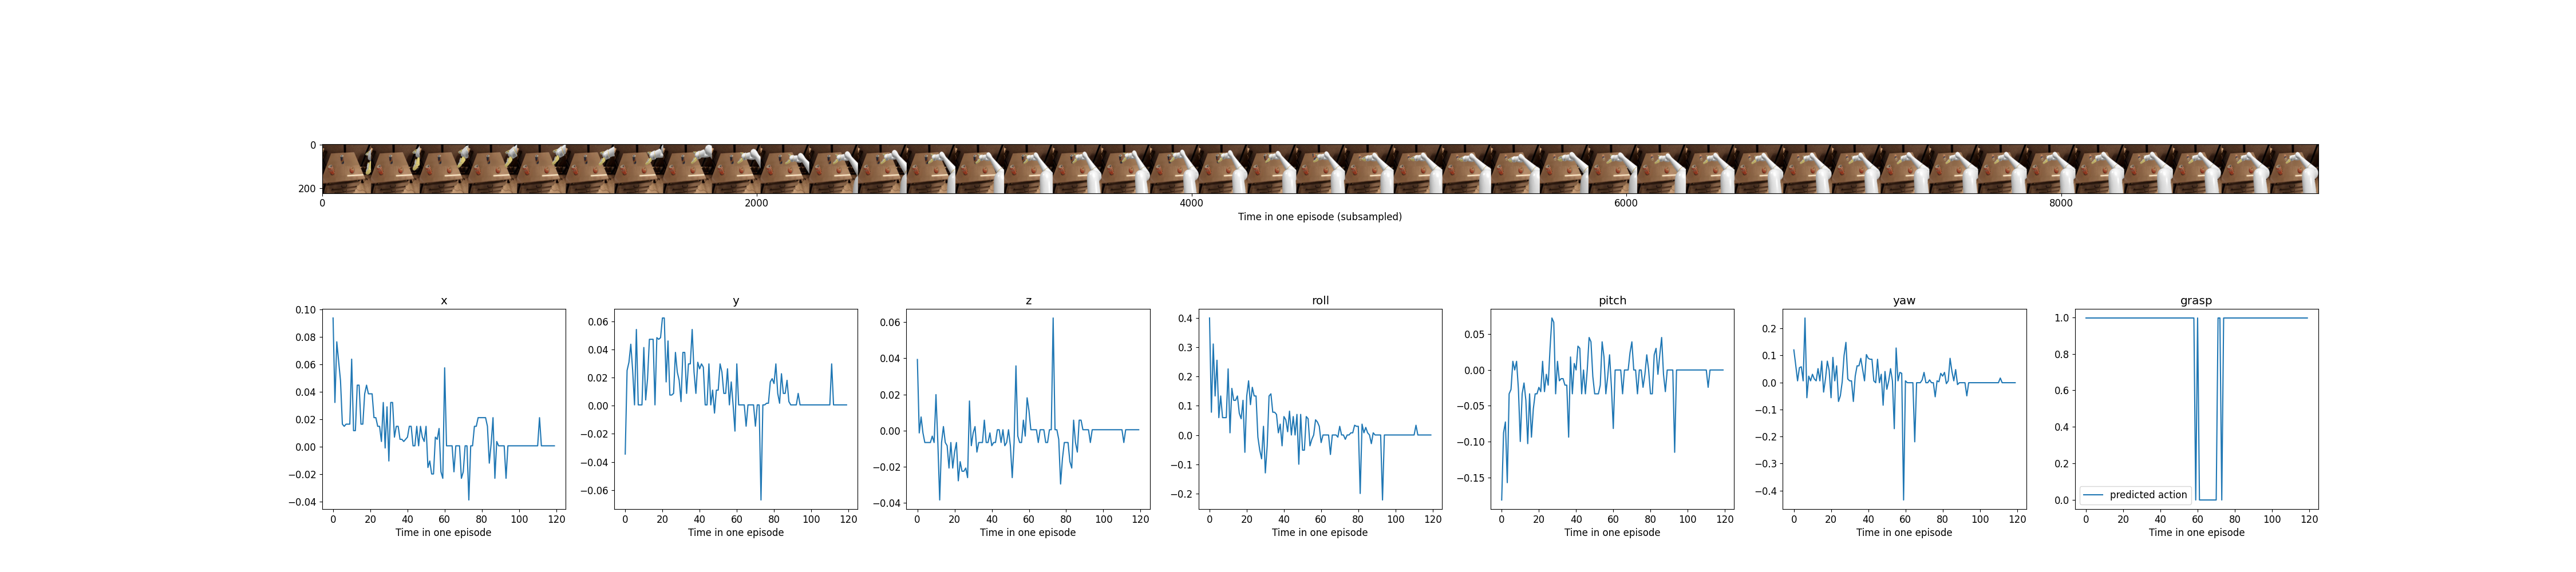 0
200
0 2000 4000 6000 8000
Time in one episode (subsampled)
x
0.10
0.08
0.06
0.04
0.02
0.00
−0.02
−0.04
0 20 40 60 80 100 120
Time in one episode
y
0.06
0.04
0.02
0.00
−0.02
−0.04
−0.06
0 20 40 60 80 100 120
Time in one episode
z
0.06
0.04
0.02
0.00
−0.02
−0.04
0 20 40 60 80 100 120
Time in one episode
roll
0.4
0.3
0.2
0.1
0.0
−0.1
−0.2
0 20 40 60 80 100 120
Time in one episode
pitch
0.05
0.00
−0.05
−0.10
−0.15
0 20 40 60 80 100 120
Time in one episode
yaw
0.2
0.1
0.0
−0.1
−0.2
−0.3
−0.4
0 20 40 60 80 100 120
Time in one episode
grasp
1.0
0.8
0.6
0.4
0.2
0.0
predicted action
0 20 40 60 80 100 120
Time in one episode